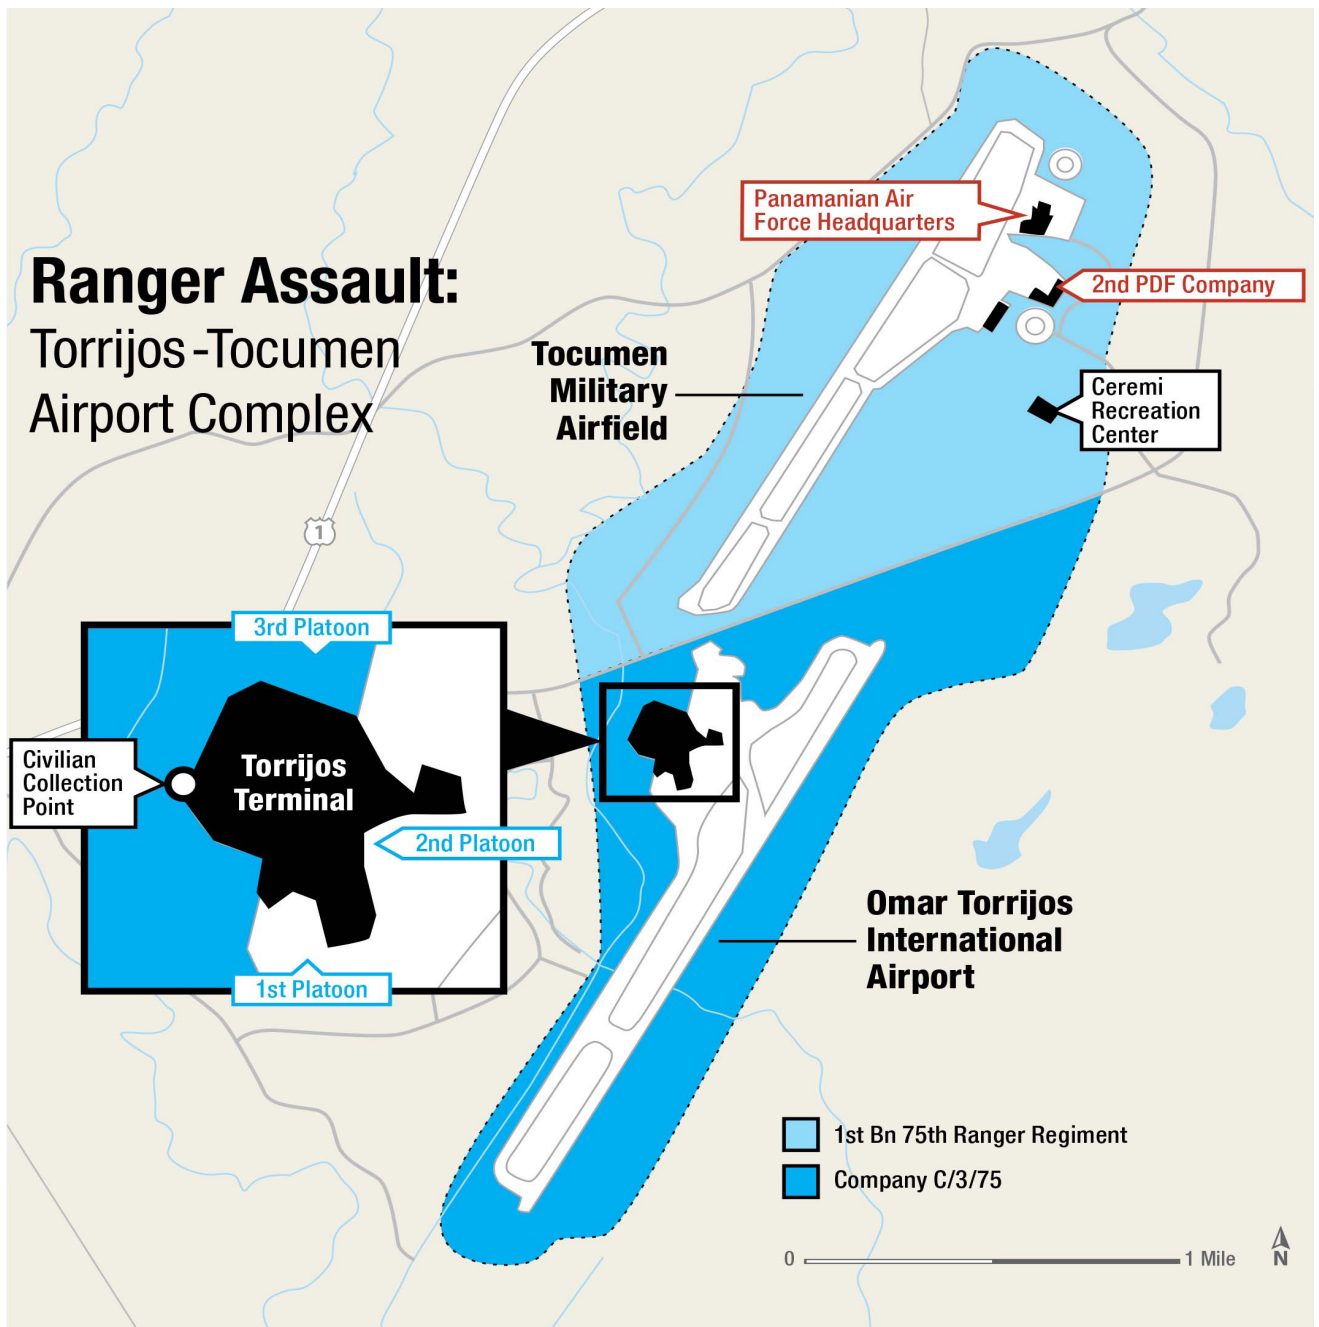 Ranger Assault:
Torrijos-Tocumen
Airport Complex
Panamanian Air
Force Headquarters
2nd PDF Company
Tocumen
Military
Airfield
Ceremi
Recreation
Center
1
3rd Platoon
Civilian
Collection
Point
Torrijos
Terminal
2nd Platoon
1st Platoon
Omar Torrijos
International
Airport
1st Bn 75th Ranger Regiment
Company C/3/75
0
1 Mile
N